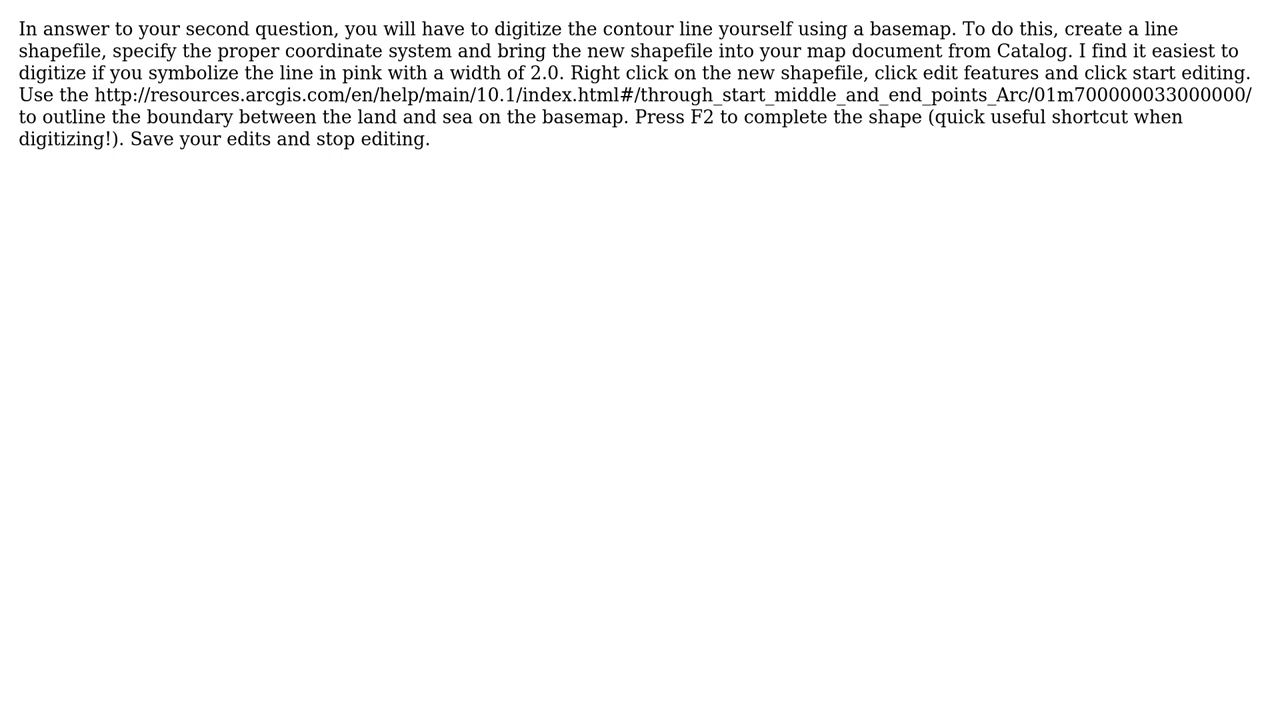 In answer to your second question, you will have to digitize the contour line yourself using a basemap. To do this, create a line
shapefile, specify the proper coordinate system and bring the new shapefile into your map document from Catalog. I find it easiest to
digitize if you symbolize the line in pink with a width of 2.0. Right click on the new shapefile, click edit features and click start editing.
Use the http://resources.arcgis.com/en/help/main/10.1/index.html#/through_start_middle_and_end_points_Arc/01m700000033000000/
to outline the boundary between the land and sea on the basemap. Press F2 to complete the shape (quick useful shortcut when
digitizing!). Save your edits and stop editing.